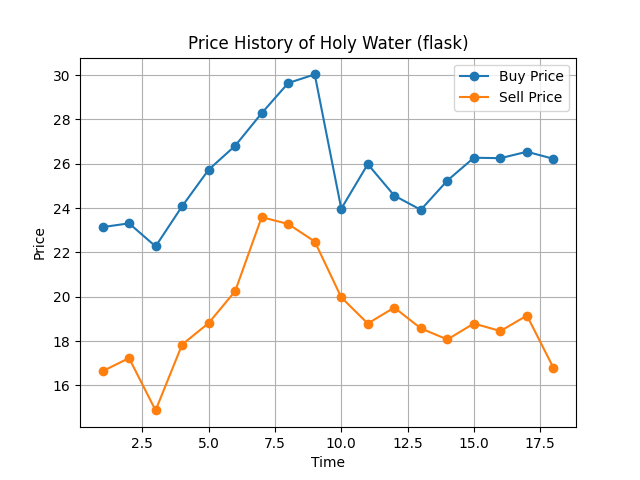 Price History of Holy Water (flask)
Buy Price
Sell Price
30
28
26
24
22
20
18
16
Price
2.5 5.0 7.5 10.0 12.5 15.0 17.5
Time